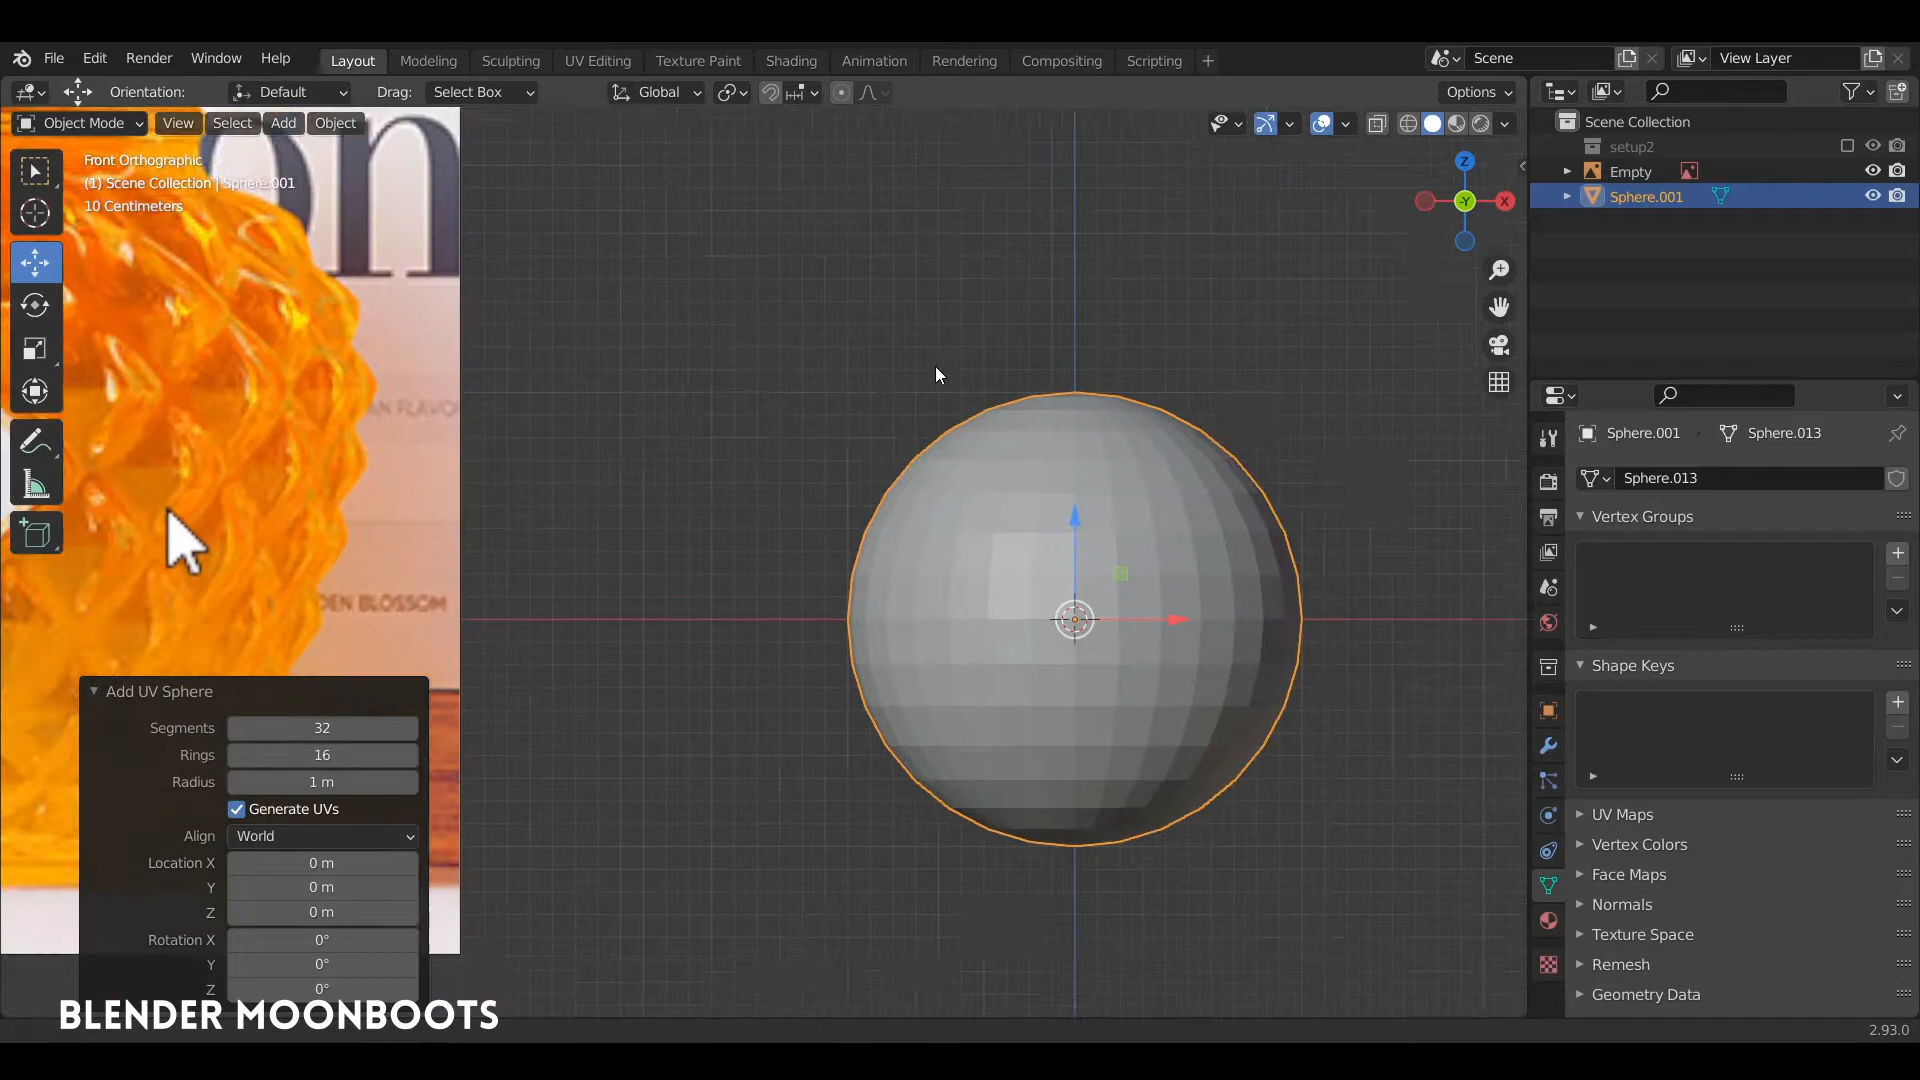 File Edit Render Window Help Layout Modeling Sculpting UV Editing Texture Paint Shading Animation Rendering Compositing Scripting + Scene View Layer
Orientation: Default Drag: Select Box Global Options
Object Mode View Select Add Object
on
Front Orthographic
(1) Scene Collection | Sphere.001
10 Centimeters
Z
-Y
X
Scene Collection
setup2
Empty
Sphere.001
AN FLAVO
DEN BLOSSOM
Add UV Sphere
Segments 32
Rings 16
Radius 1 m
Generate UVs
Align World
Location X 0 m
Y 0 m
Z 0 m
Rotation X 0°
Y 0°
Z 0°
Sphere.001 Sphere.013
Sphere.013
Vertex Groups
Shape Keys
UV Maps
Vertex Colors
Face Maps
Normals
Texture Space
Remesh
Geometry Data
BLENDER MOONBOOTS
2.93.0